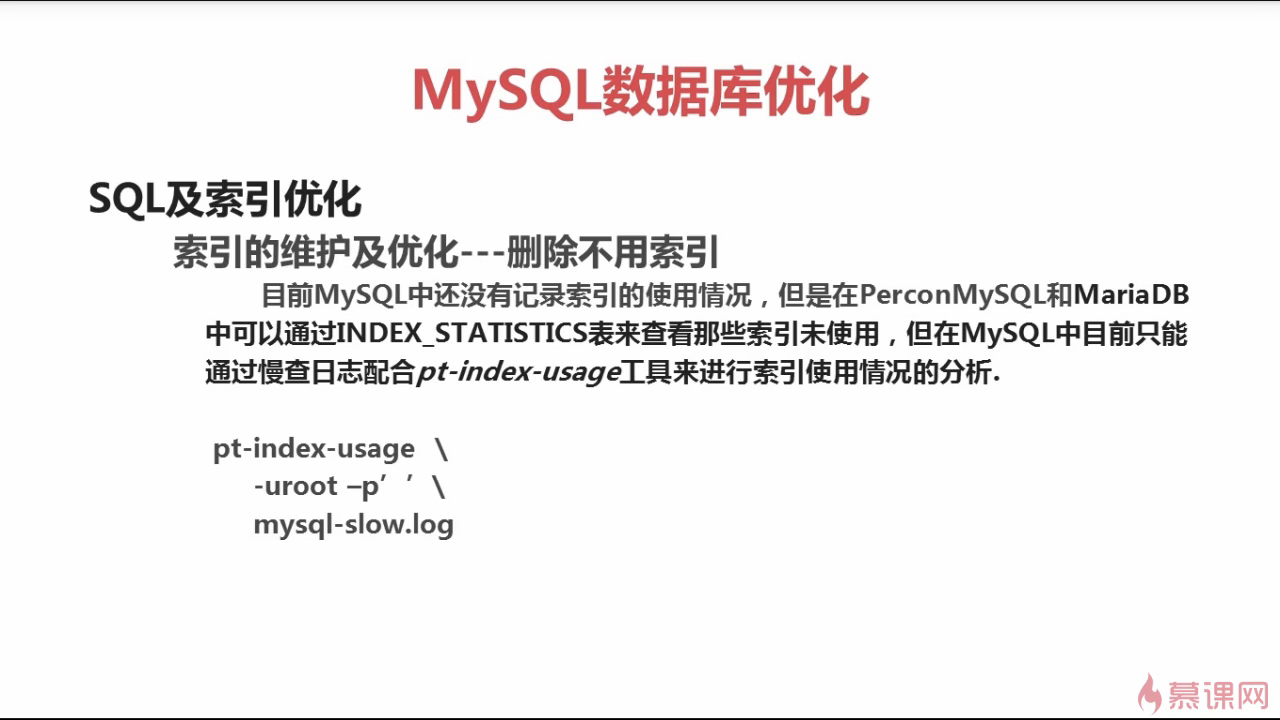 MySQL数据库优化
SQL及索引优化
索引的维护及优化---删除不用索引
目前MySQL中还没有记录索引的使用情况，但是在PerconMySQL和MariaDB
中可以通过INDEX_STATISTICS表来查看那些索引未使用，但在MySQL中目前只能
通过慢查日志配合pt-index-usage工具来进行索引使用情况的分析.
pt-index-usage \
-uroot –p’ ’ \
mysql-slow.log
慕课网